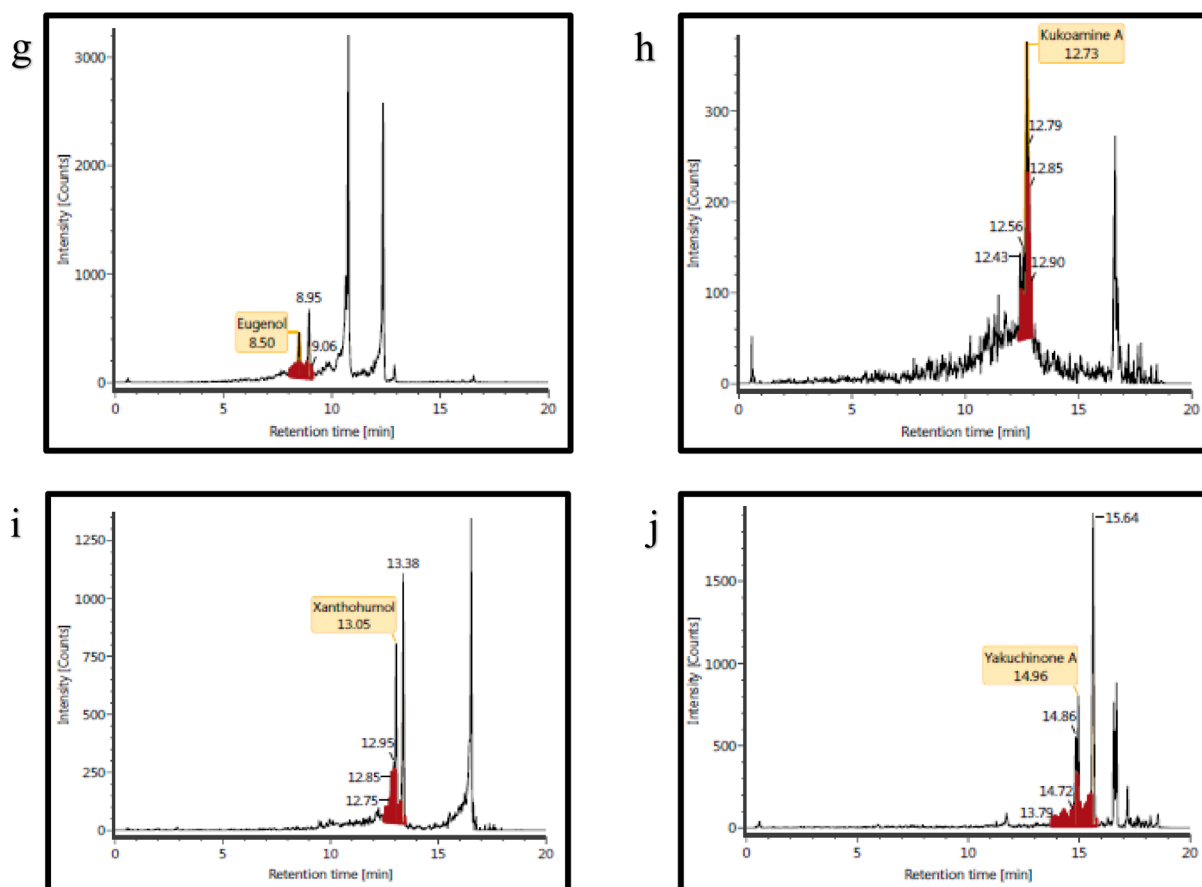 g
Intensity [Counts]
3000
2000
1000
0
Eugenol
8.50
8.95
9.06
0 5 10 15 20
Retention time [min]
h
Intensity [Counts]
300
200
100
0
Kukoamine A
12.73
12.79
12.85
12.56
12.43
12.90
0 5 10 15 20
Retention time [min]
i
Intensity [Counts]
1250
1000
750
500
250
0
13.38
Xanthohumol
13.05
12.95
12.85
12.75
0 5 10 15 20
Retention time [min]
j
Intensity [Counts]
1500
1000
500
0
15.64
Yakuchinone A
14.96
14.86
14.72
13.79
0 5 10 15 20
Retention time [min]